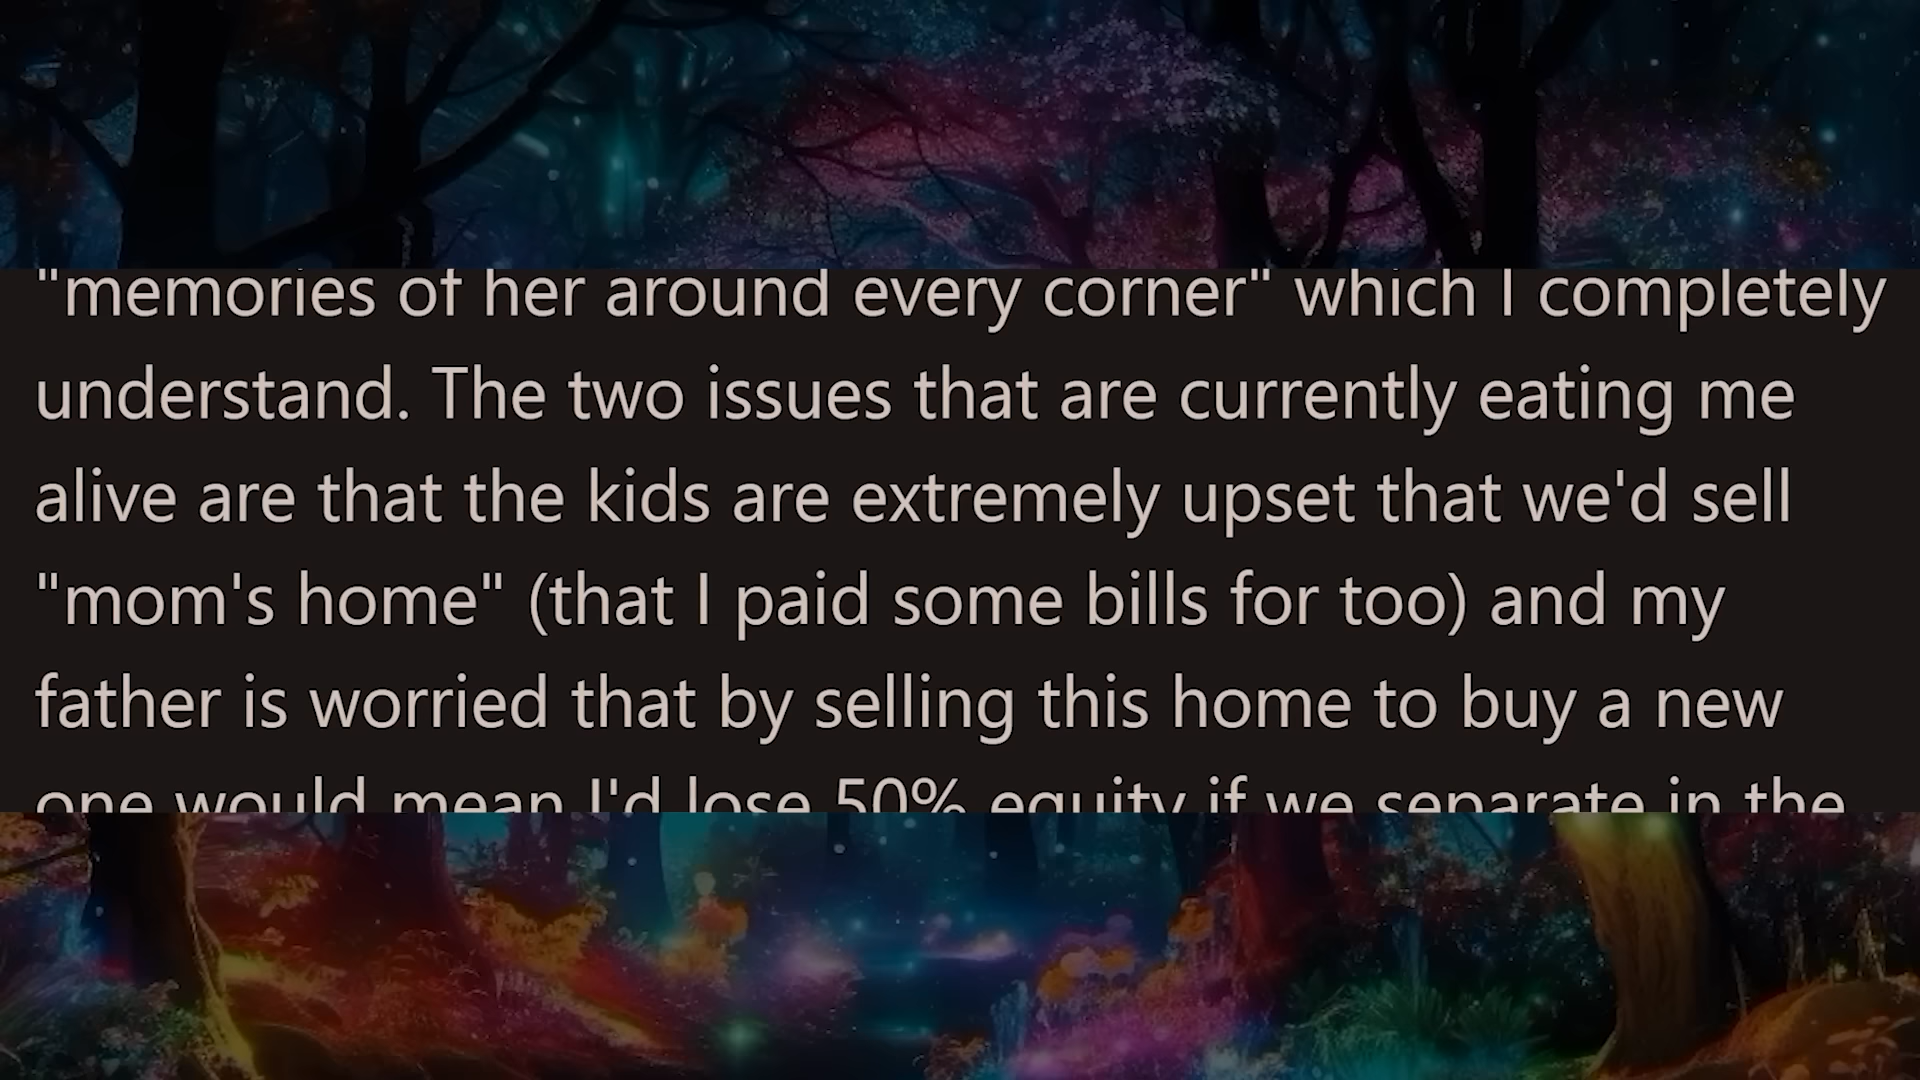 "memories of her around every corner" which I completely
understand. The two issues that are currently eating me
alive are that the kids are extremely upset that we'd sell
"mom's home" (that I paid some bills for too) and my
father is worried that by selling this home to buy a new
one would mean I'd lose 50% equity if we separate in the